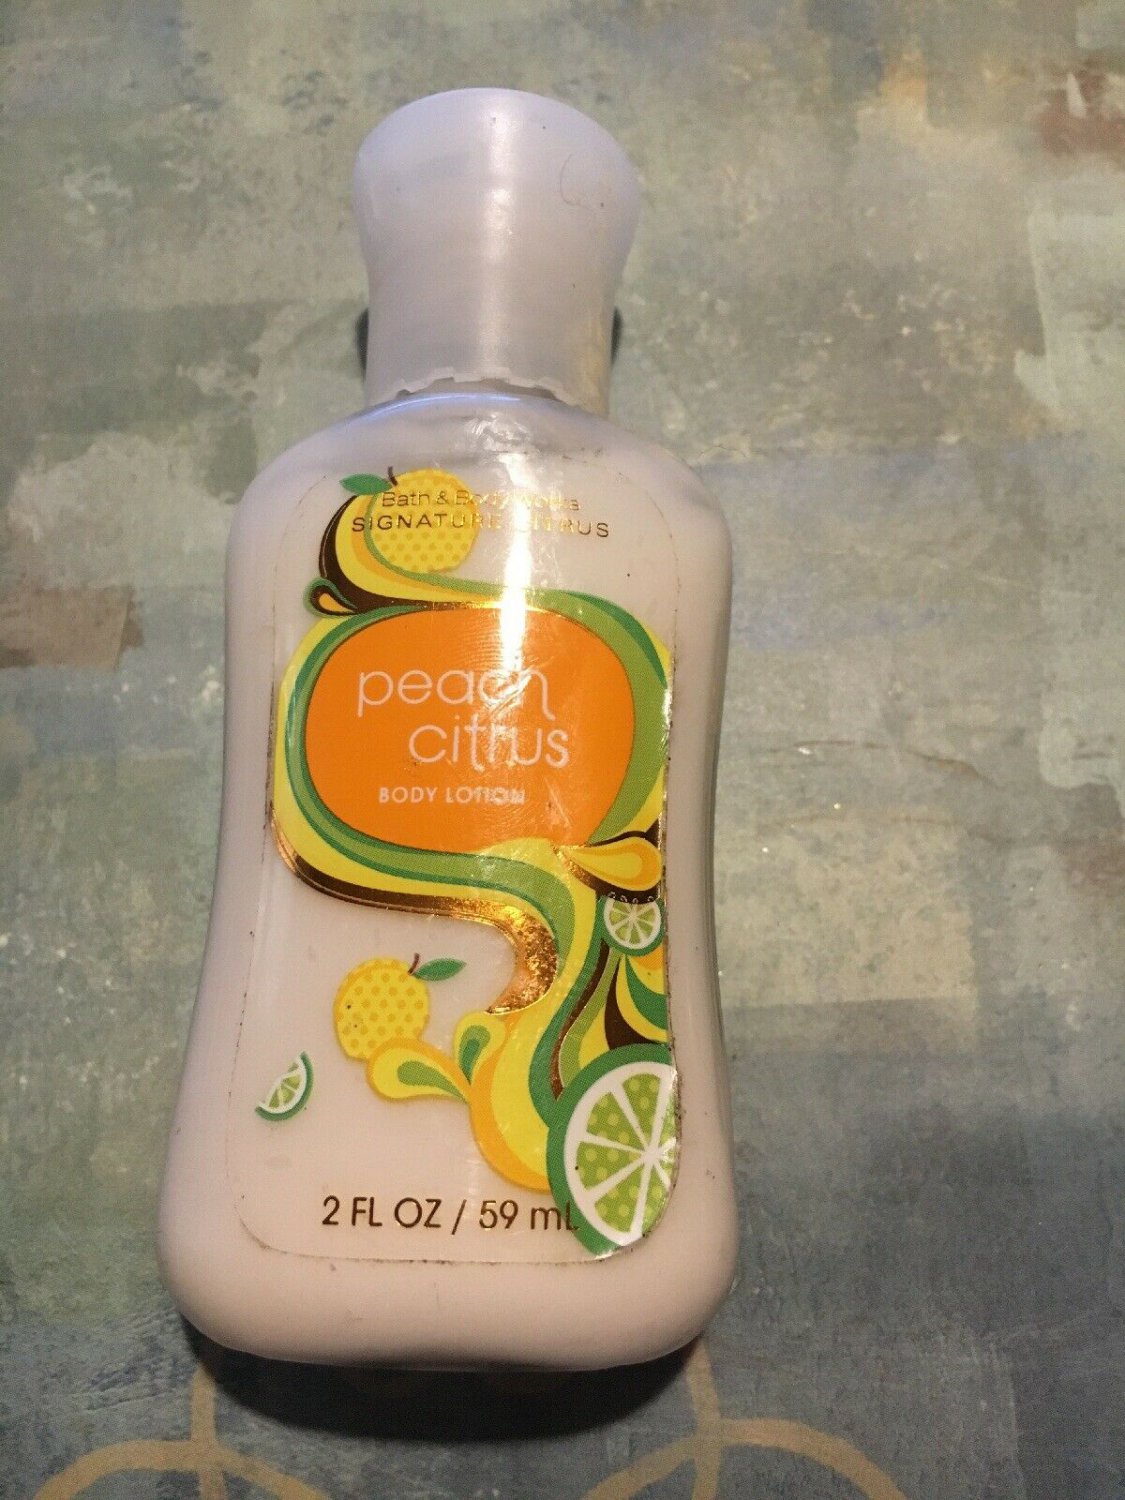 Bath & Body Works
SIGNATURE CITRUS
peach
citrus
BODY LOTION
2 FL OZ / 59 mL